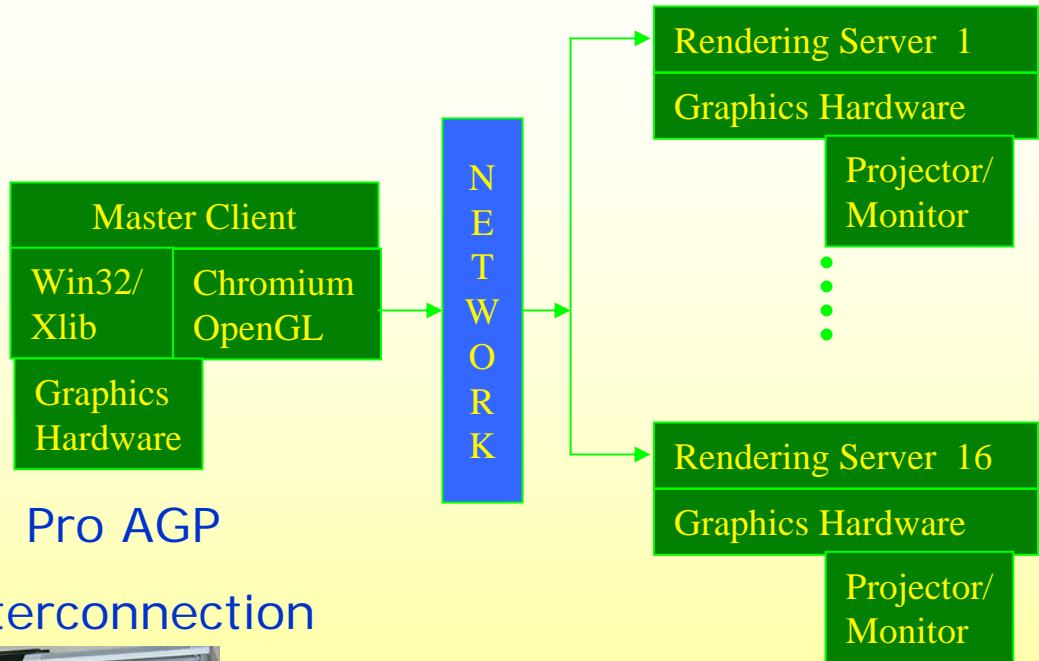 Rendering Server 1
Graphics Hardware
Projector/
Monitor
Master Client
Win32/
Xlib
Chromium
OpenGL
Graphics
Hardware
N
E
T
W
O
R
K
Rendering Server 16
Graphics Hardware
Projector/
Monitor
Pro AGP
terconnection